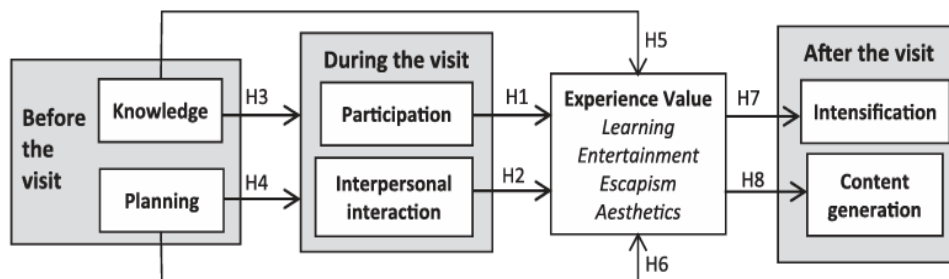 Before
the
visit
Knowledge
Planning
H3
H4
During the visit
Participation
Interpersonal
interaction
H1
H2
H5
Experience Value
Learning
Entertainment
Escapism
Aesthetics
H6
H7
H8
After the visit
Intensification
Content
generation